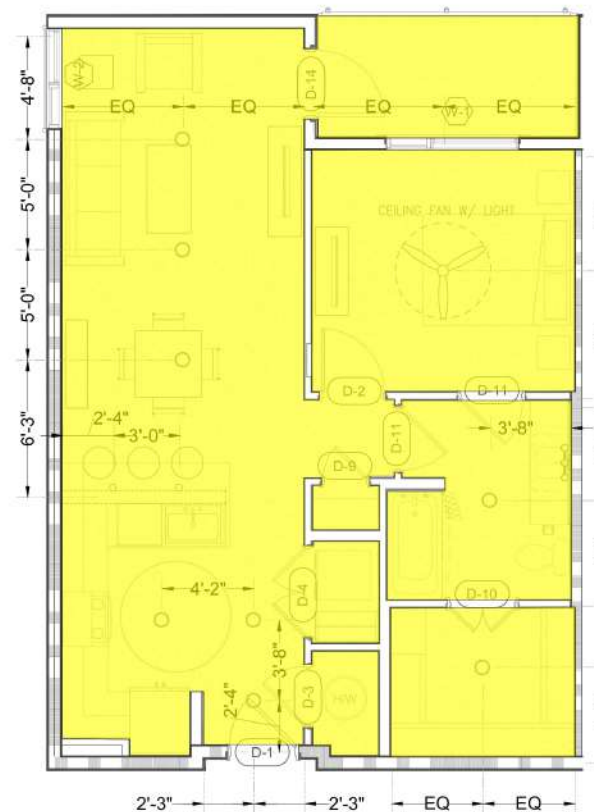 D-14
W-2
4'-8"
EQ
EQ
EQ
EQ
W-1
5'-0"
CEILING FAN W/ LIGHT
5'-0"
D-2
D-11
2'-4"
3'-0"
D-11
3'-8"
6'-3"
D-9
4'-2"
D-4
D-10
3'-8"
2'-4"
D-3
H/W
D-1
2'-3"
2'-3"
EQ
EQ